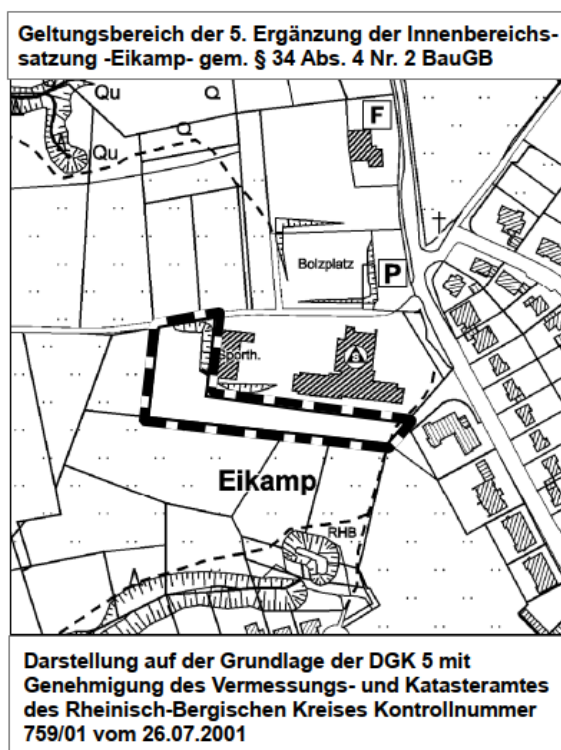 Geltungsbereich der 5. Ergänzung der Innenbereichs-
satzung -Eikamp- gem. § 34 Abs. 4 Nr. 2 BauGB
Qu
Q
F
Q
Qu
Bolzplatz
P
Sporth.
S
Eikamp
RHB
Darstellung auf der Grundlage der DGK 5 mit
Genehmigung des Vermessungs- und Katasteramtes
des Rheinisch-Bergischen Kreises Kontrollnummer
759/01 vom 26.07.2001